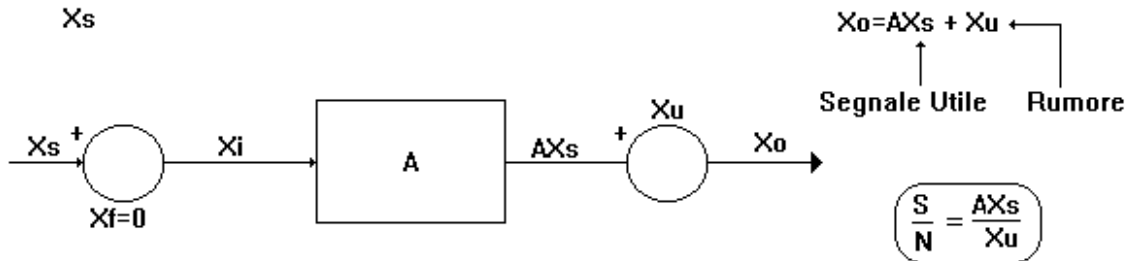 Xs
Xo=AXs + Xu
Segnale Utile
Rumore
Xs
+
Xf=0
Xi
A
AXs
+
Xu
Xo
S/N = AXs/Xu